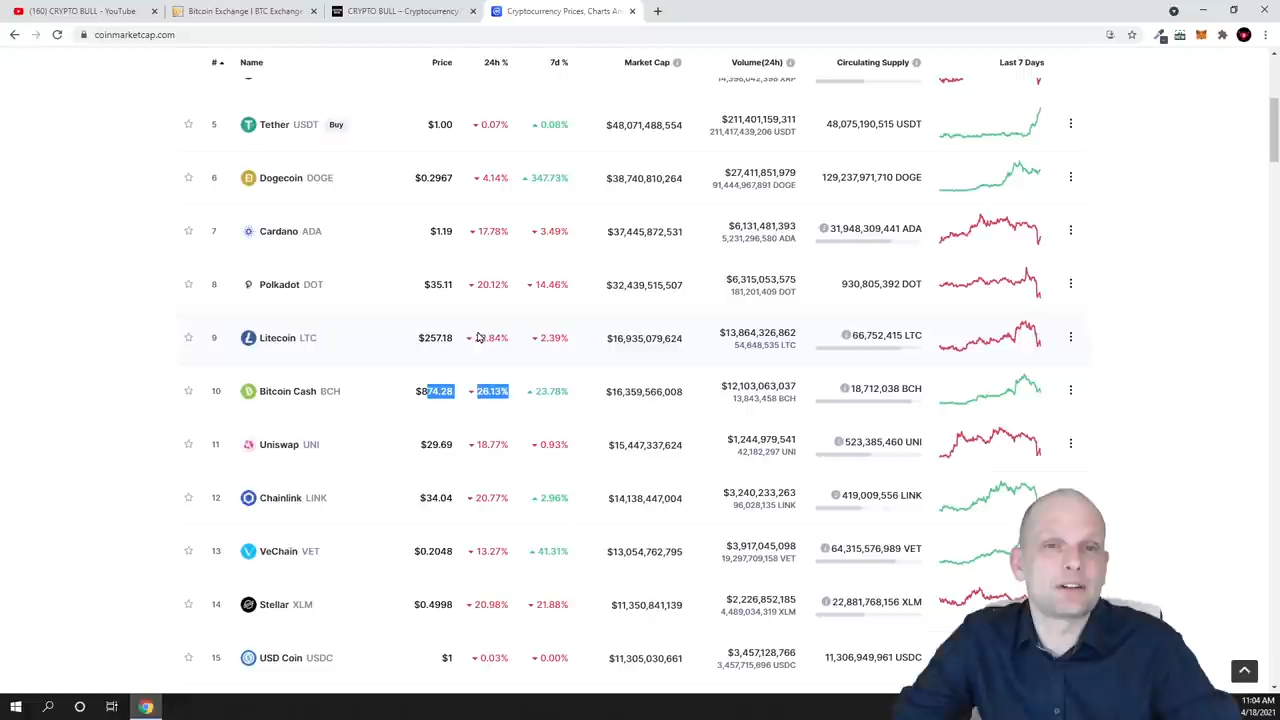 (160) CRYPTO BULL - YouTube
Bitcoin Exchange | BTC Exchang
CRYPTO BULL – Cryptocurrency
Cryptocurrency Prices, Charts An
coinmarketcap.com
# Name Price 24h % 7d % Market Cap Volume(24h) Circulating Supply Last 7 Days
14,398,042,398 XRP
5 Tether USDT Buy $1.00 0.07% 0.08% $48,071,488,554 $211,401,159,311 48,075,190,515 USDT
211,417,439,206 USDT
6 Dogecoin DOGE $0.2967 4.14% 347.73% $38,740,810,264 $27,411,851,979 129,237,971,710 DOGE
91,444,967,891 DOGE
7 Cardano ADA $1.19 17.78% 3.49% $37,445,872,531 $6,131,481,393 31,948,309,441 ADA
5,231,296,580 ADA
8 Polkadot DOT $35.11 20.12% 14.46% $32,439,515,507 $6,315,053,575 930,805,392 DOT
181,201,409 DOT
9 Litecoin LTC $257.18 .84% 2.39% $16,935,079,624 $13,864,326,862 66,752,415 LTC
54,648,535 LTC
10 Bitcoin Cash BCH $874.28 26.13% 23.78% $16,359,566,008 $12,103,063,037 18,712,038 BCH
13,843,458 BCH
11 Uniswap UNI $29.69 18.77% 0.93% $15,447,337,624 $1,244,979,541 523,385,460 UNI
42,182,297 UNI
12 Chainlink LINK $34.04 20.77% 2.96% $14,138,447,004 $3,240,233,263 419,009,556 LINK
96,028,135 LINK
13 VeChain VET $0.2048 13.27% 41.31% $13,054,762,795 $3,917,045,098 64,315,576,989 VET
19,297,709,158 VET
14 Stellar XLM $0.4998 20.98% 21.88% $11,350,841,139 $2,226,852,185 22,881,768,156 XLM
4,489,034,319 XLM
15 USD Coin USDC $1 0.03% 0.00% $11,305,030,661 $3,457,128,766 11,306,949,961 USDC
3,457,715,696 USDC
11:04 AM
4/18/2021